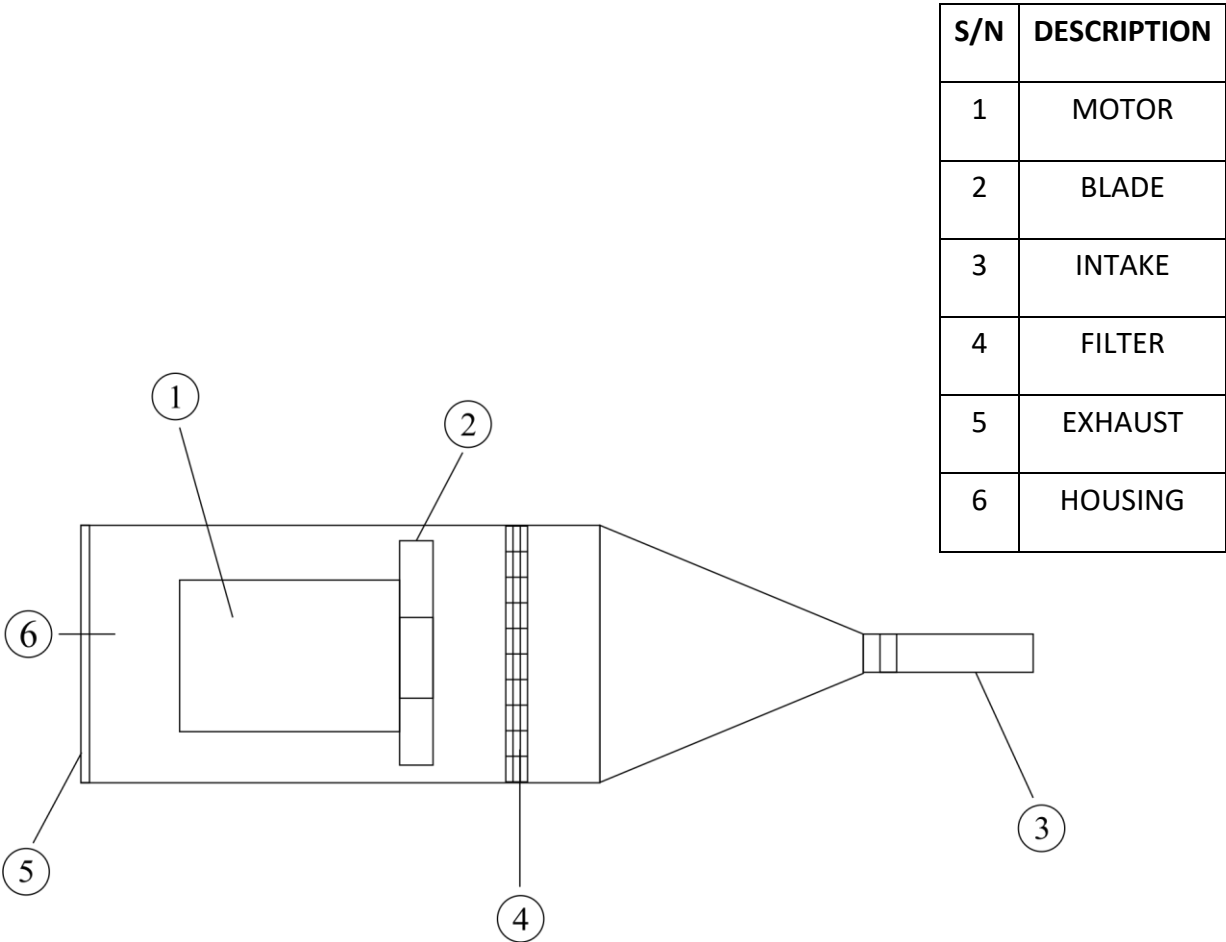 S/N DESCRIPTION
1 MOTOR
2 BLADE
3 INTAKE
4 FILTER
5 EXHAUST
6 HOUSING
1
2
6
3
5
4